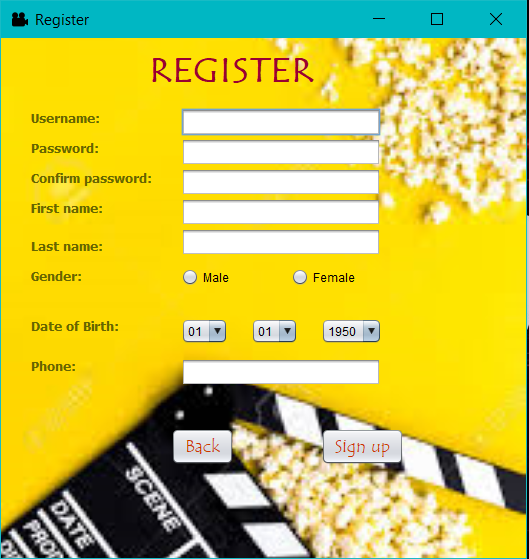 Register
REGISTER
Username:
Password:
Confirm password:
First name:
Last name:
Gender: Male Female
Date of Birth: 01 01 1950
Phone:
Back Sign up
SCENE
DATE